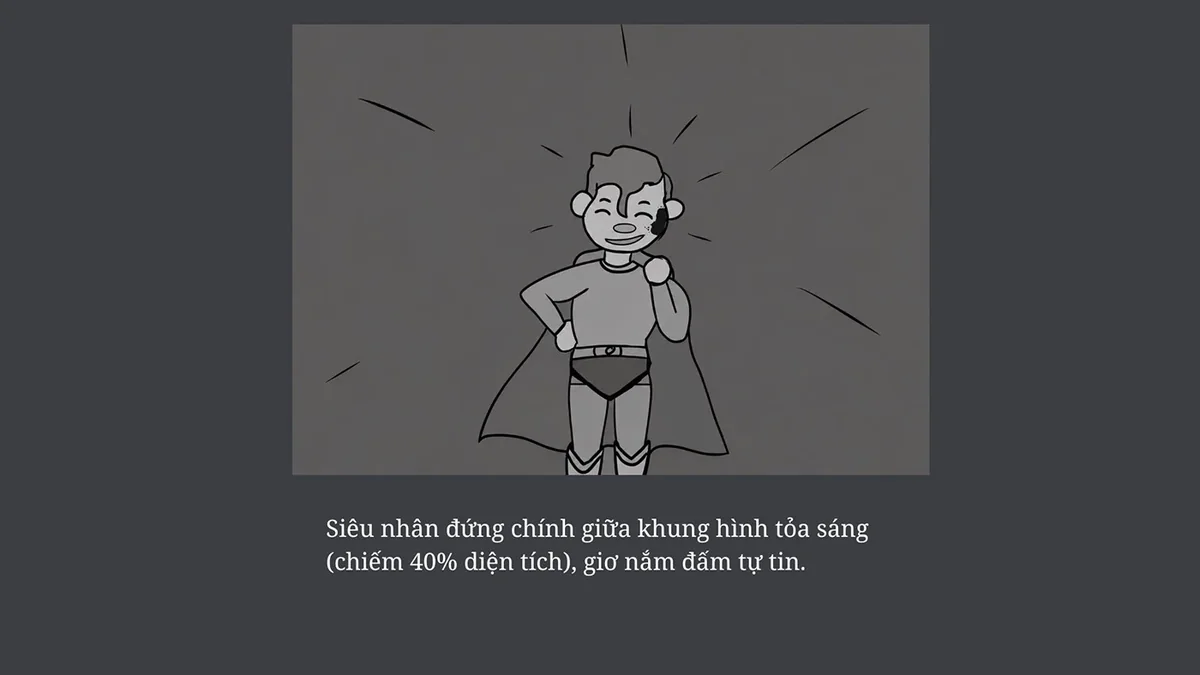 Siêu nhân đứng chính giữa khung hình tỏa sáng
(chiếm 40% diện tích), giơ nắm đấm tự tin.